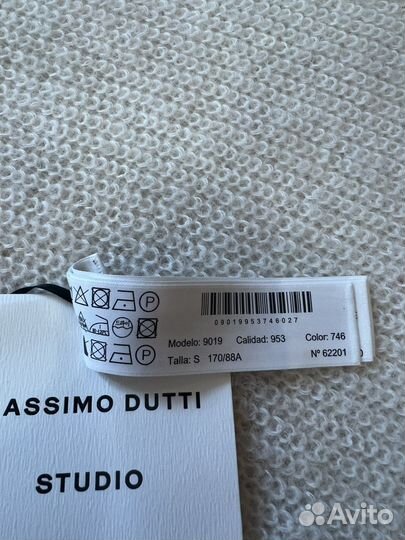 09019953746027
Modelo: 9019 Calidad: 953 Color: 746
Talla: S 170/88A Nº 62201
P
P
ASSIMO DUTTI
STUDIO
Avito